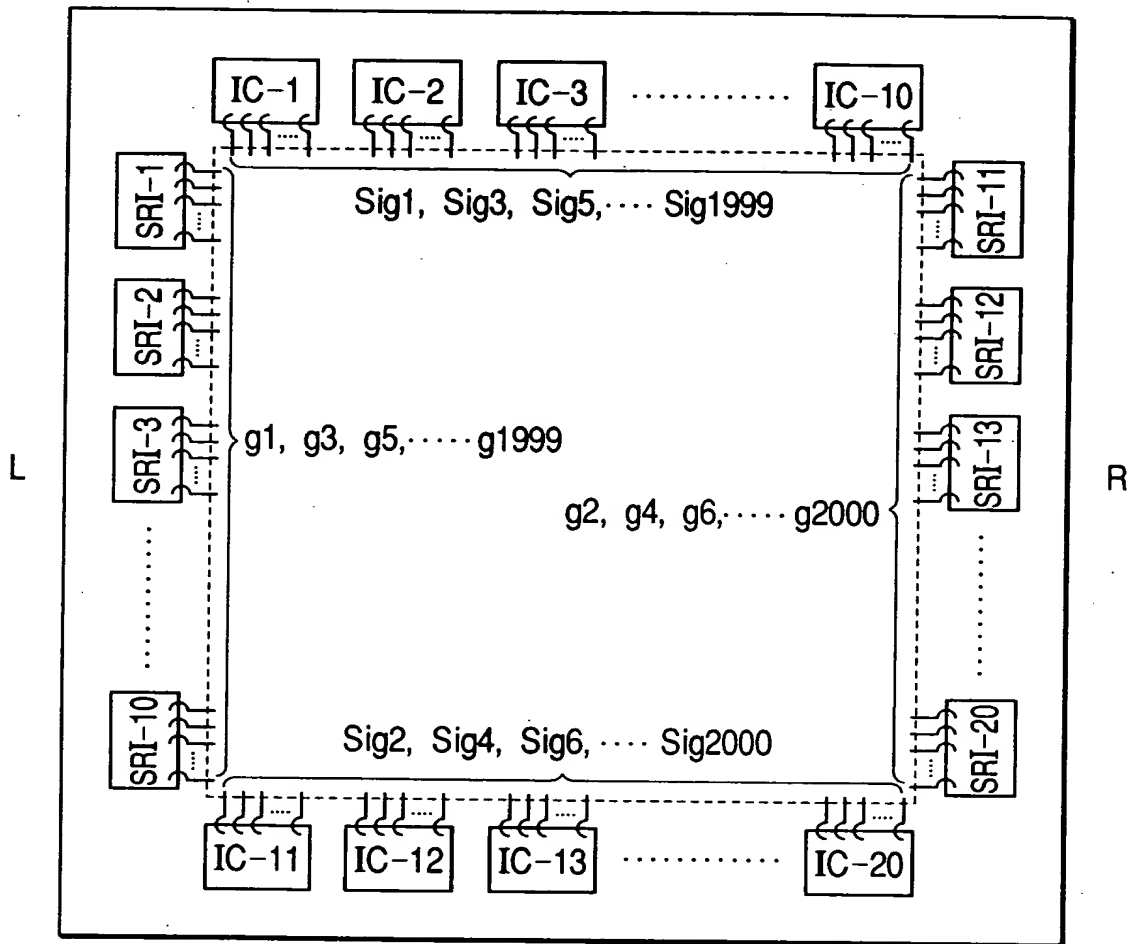 IC-1 IC-2 IC-3 ············ IC-10
Sig1, Sig3, Sig5,···· Sig1999
SRI-1
SRI-2
SRI-3
SRI-10
SRI-11
SRI-12
SRI-13
SRI-20
L
R
g1, g3, g5,····· g1999
g2, g4, g6,····· g2000
Sig2, Sig4, Sig6,···· Sig2000
IC-11 IC-12 IC-13 ············ IC-20